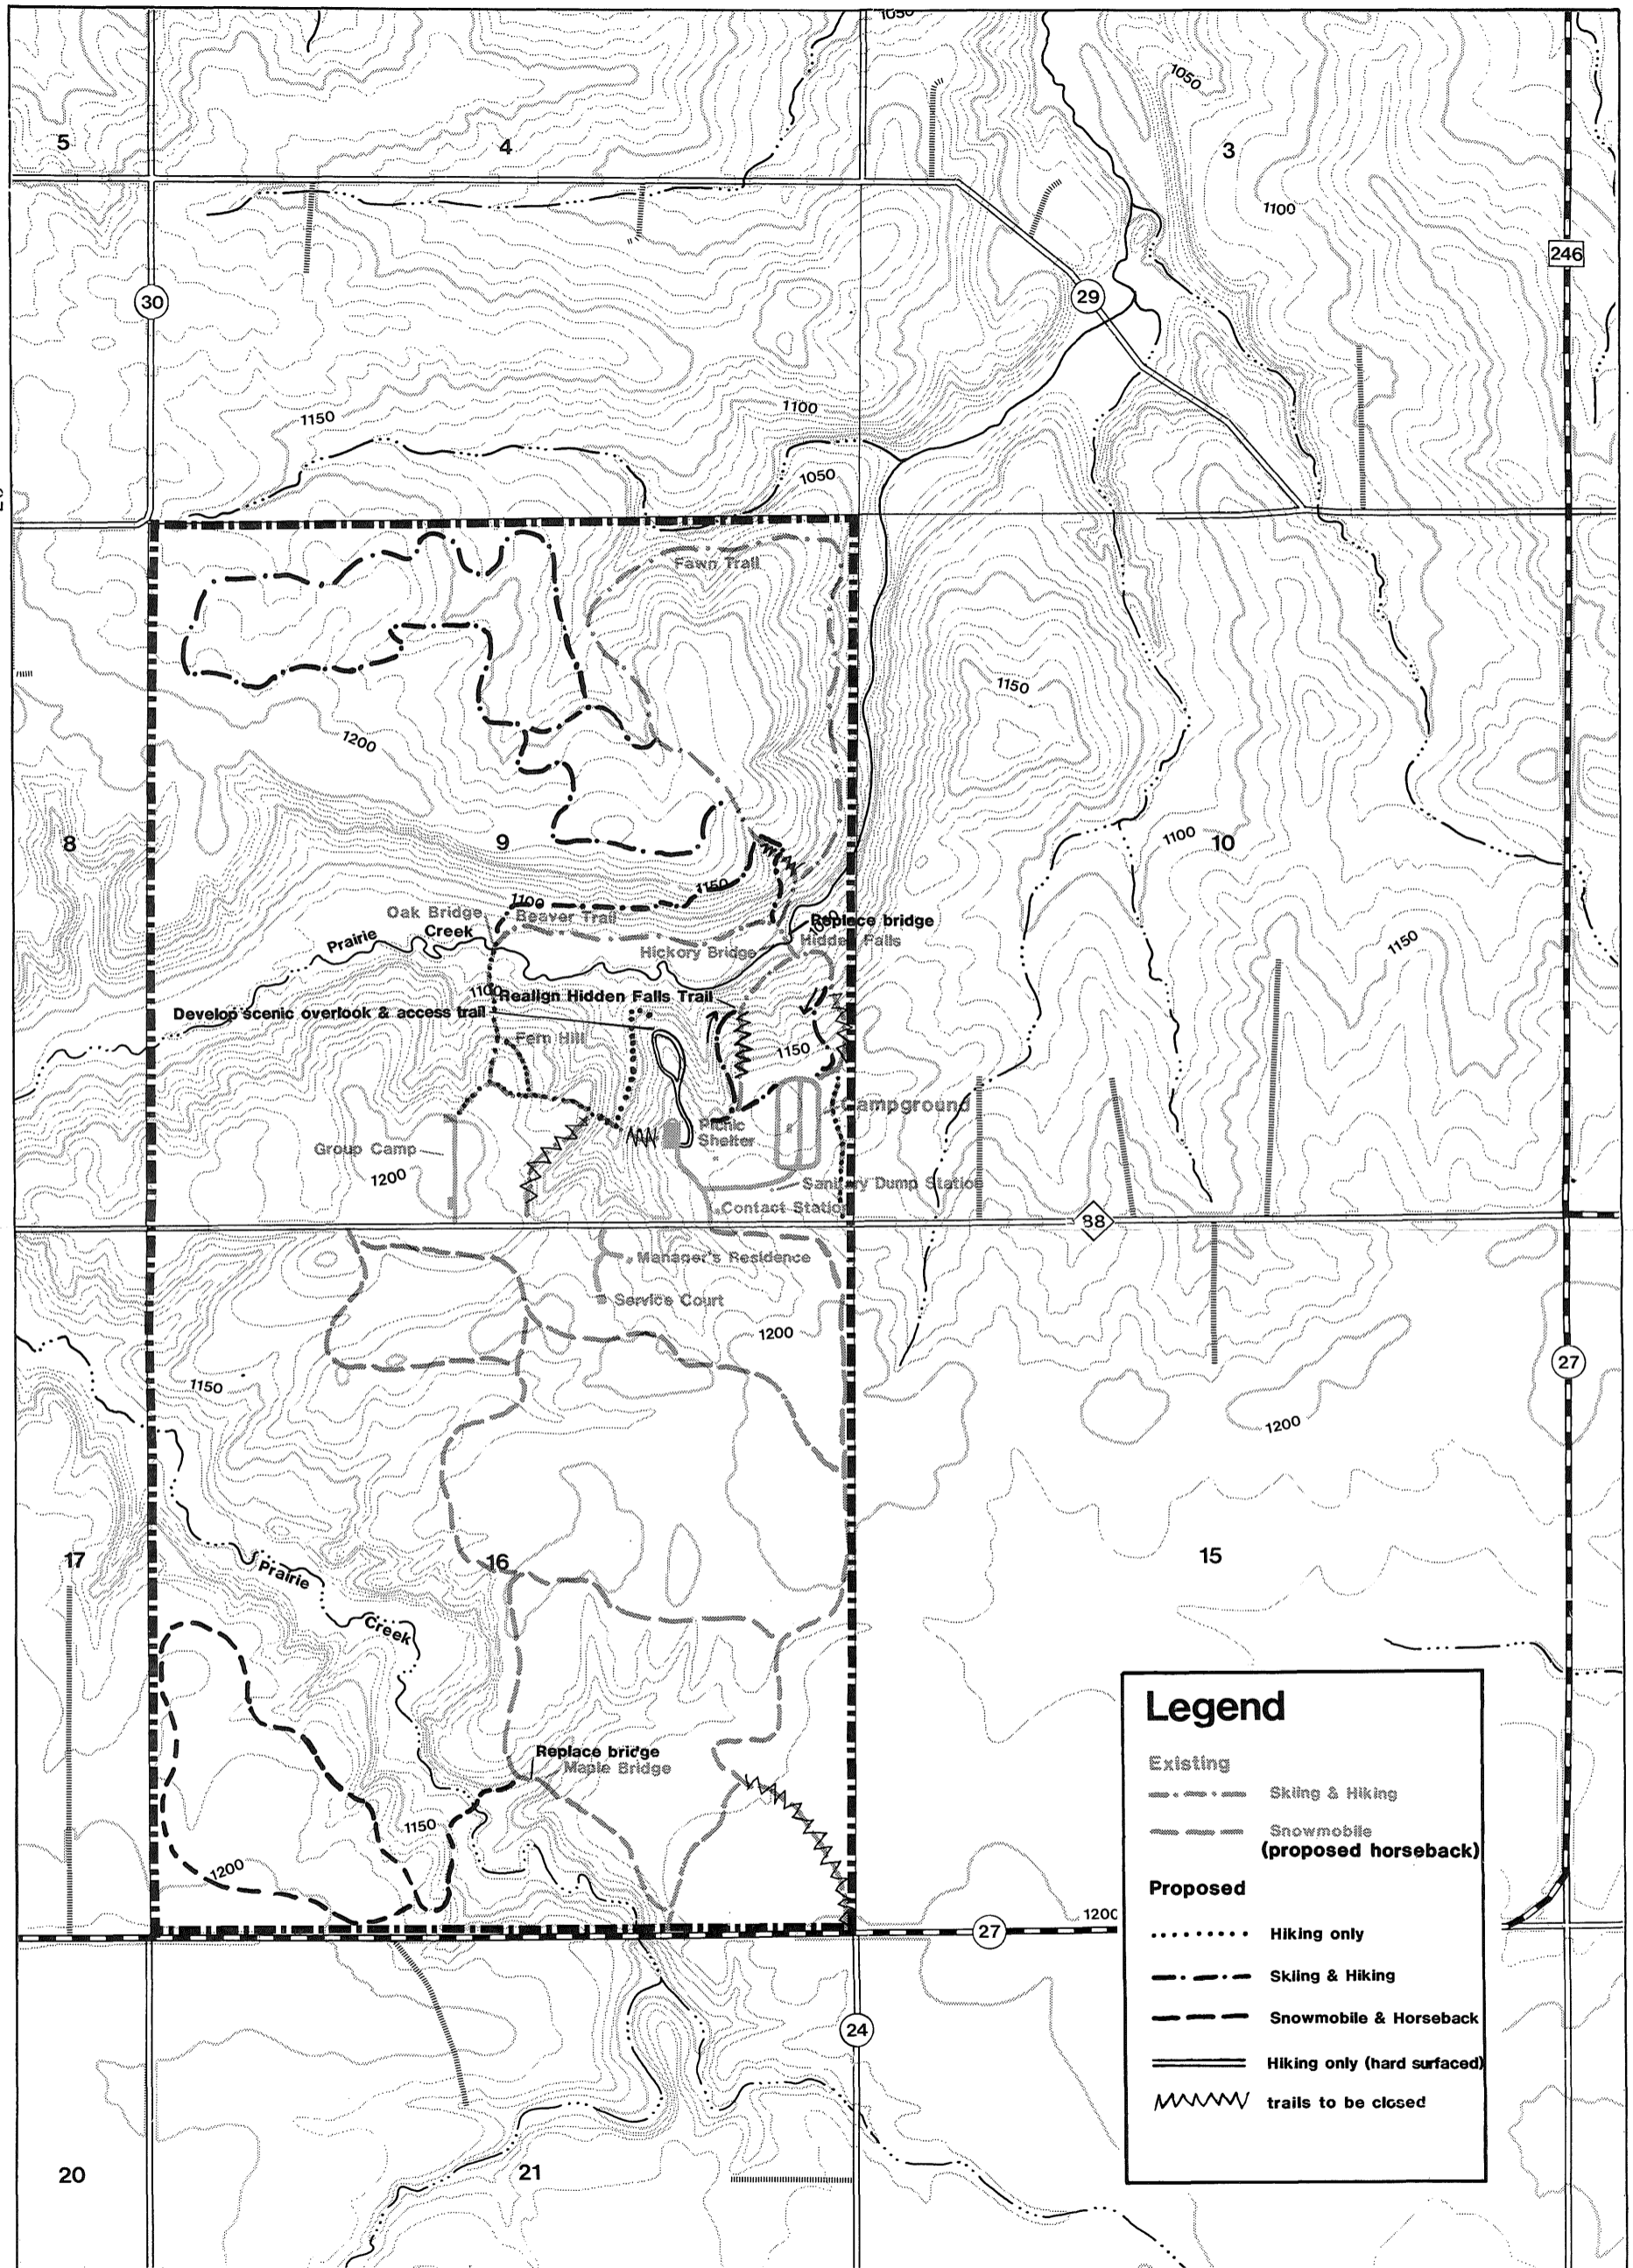 1050
5
4
3
1050
1100
246
30
29
1150
1100
1050
Fawn Trail
1150
1200
8
9
1100
10
1150
1100
Oak Bridge
Beaver Trail
Replace bridge
Creek
Prairie
Hidden Falls
Hickory Bridge
1150
1100
Realign Hidden Falls Trail
Develop scenic overlook & access trail
Fern Hill
1150
Campground
Picnic
Shelter
Group Camp
1200
Sanitary Dump Station
Contact Station
88
Manager's Residence
Service Court
1200
27
1150
1200
17
16
15
Prairie
Creek
Replace bridge
Maple Bridge
1150
1200
1200
27
24
20
21
Legend
Existing
Skiing & Hiking
Snowmobile
(proposed horseback)
Proposed
Hiking only
Skiing & Hiking
Snowmobile & Horseback
Hiking only (hard surfaced)
trails to be closed